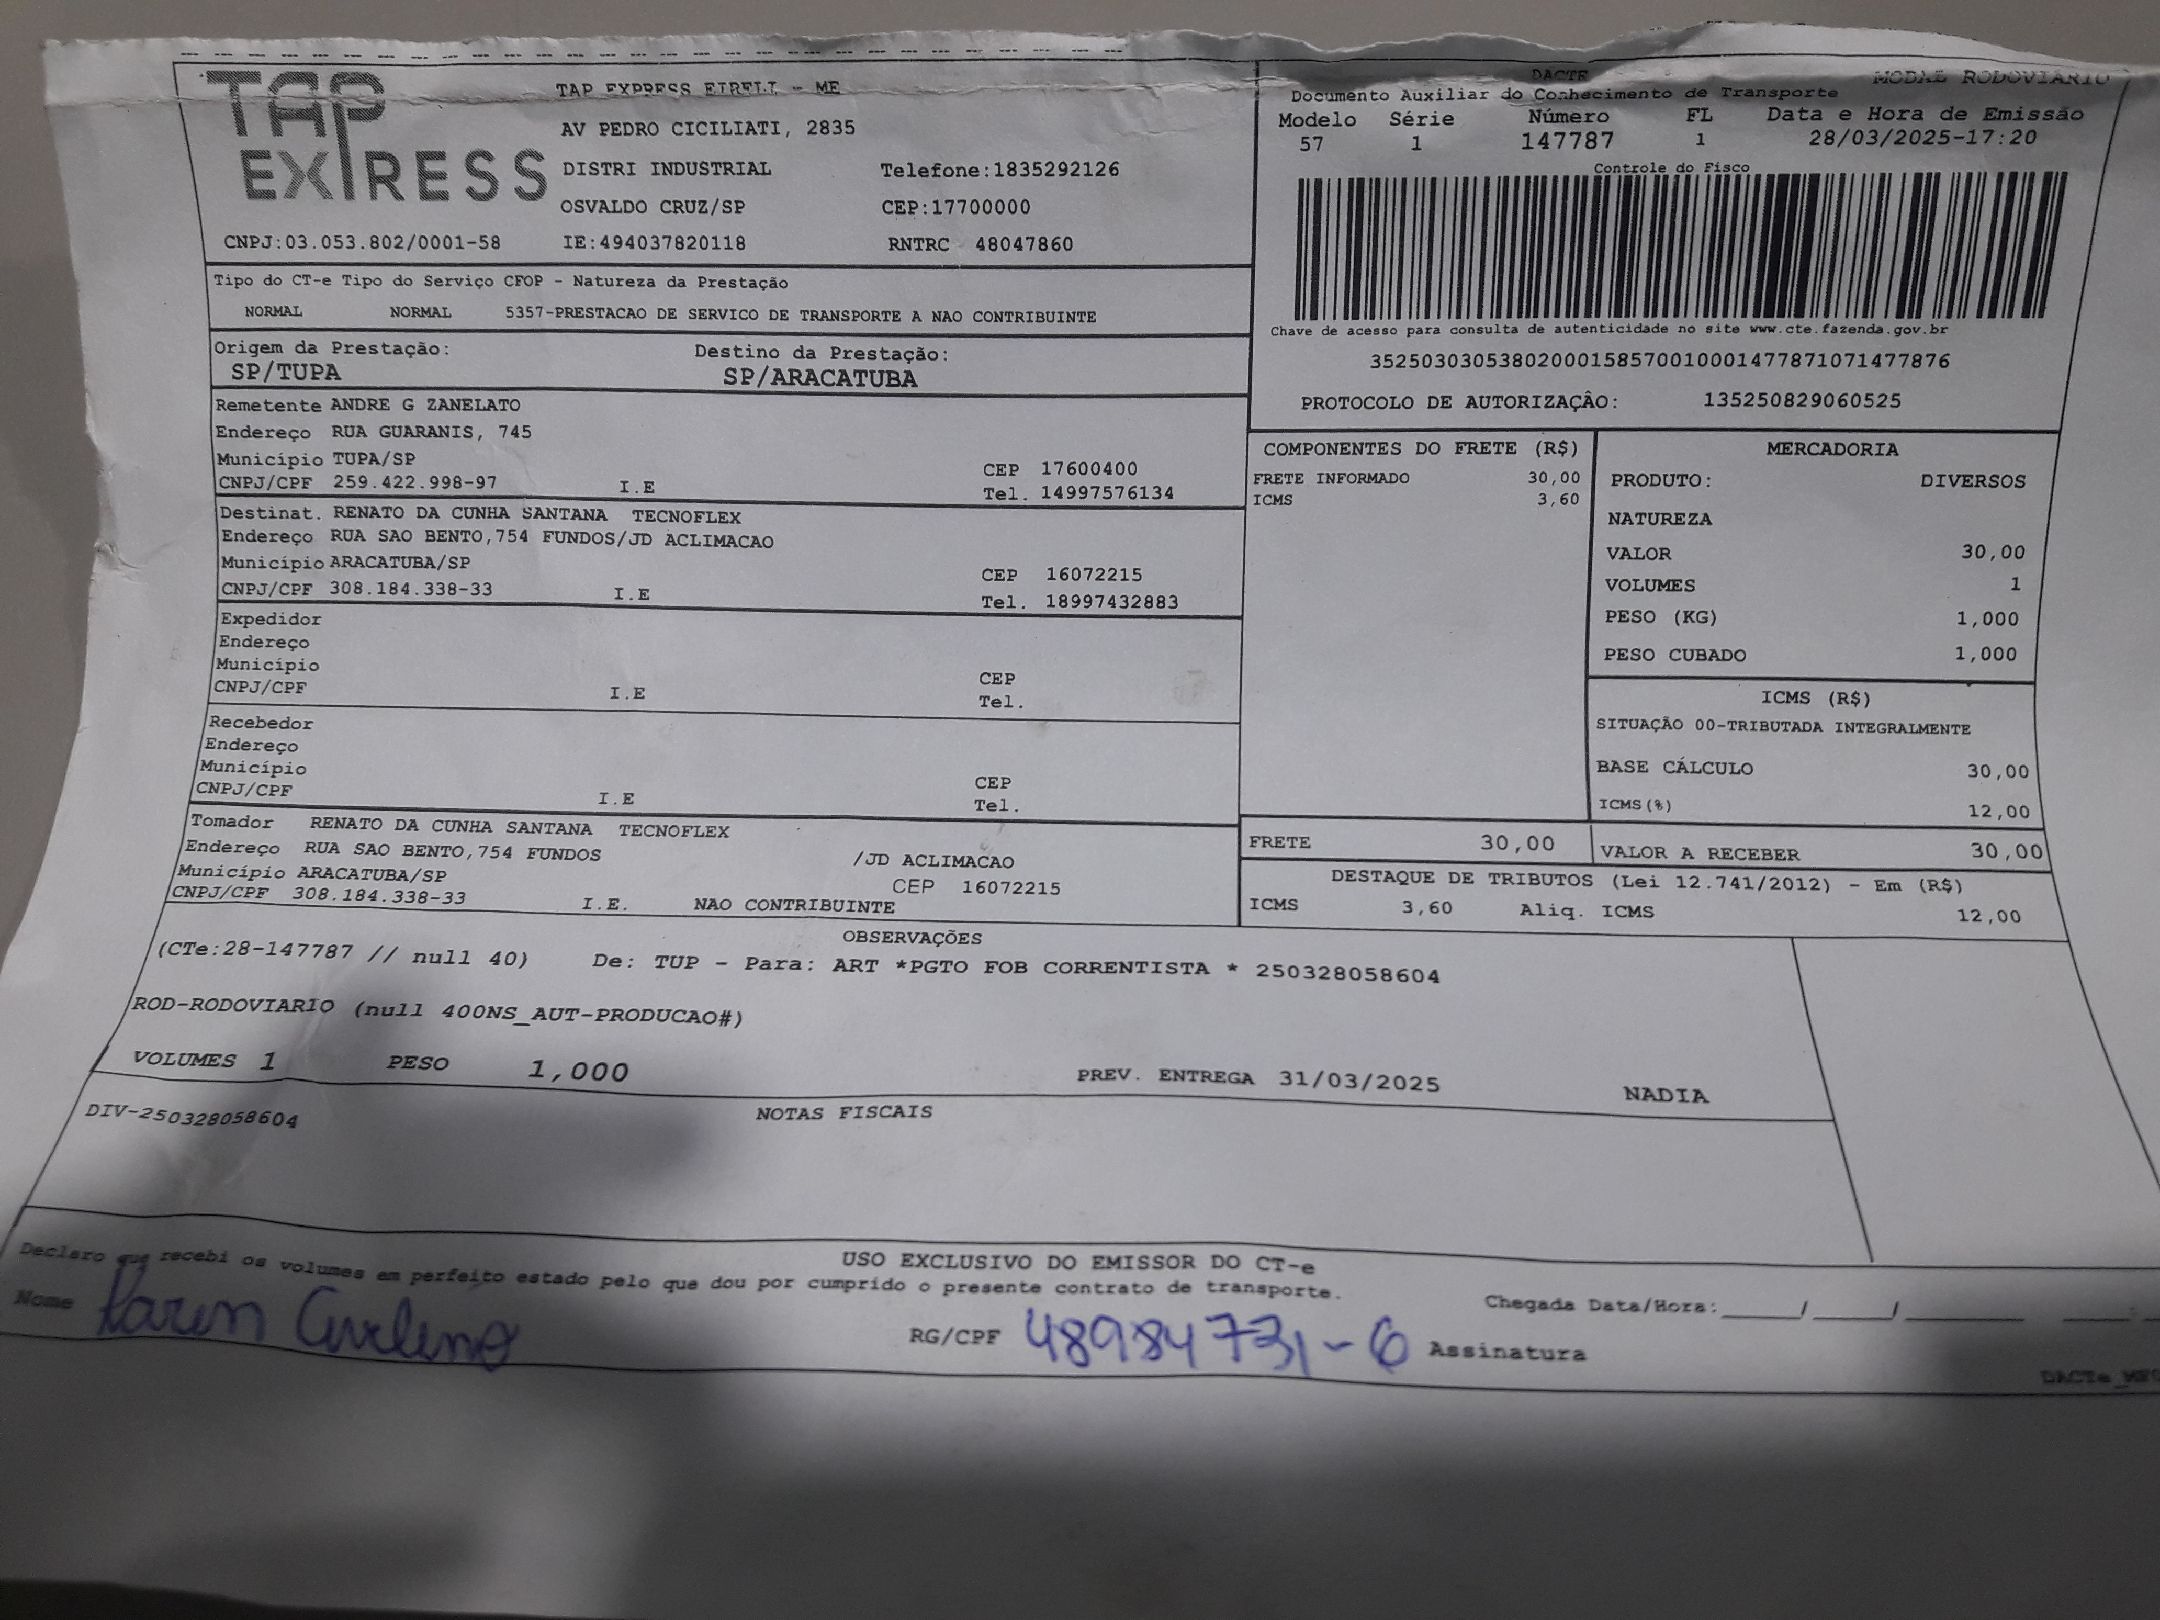 TAP EXPRESS
TAP EXPRESS EIRELI - ME
AV PEDRO CICILIATI, 2835
DISTRI INDUSTRIAL Telefone:1835292126
OSVALDO CRUZ/SP CEP:17700000
CNPJ:03.053.802/0001-58 IE:494037820118 RNTRC 48047860
DACTE MODAL RODOVIARIO
Documento Auxiliar do Conhecimento de Transporte
Modelo Série Número FL Data e Hora de Emissão
57 1 147787 1 28/03/2025-17:20
Controle do Fisco
Chave de acesso para consulta de autenticidade no site www.cte.fazenda.gov.br
35250303053802000158570010001477871071477876
PROTOCOLO DE AUTORIZAÇÂO: 135250829060525
Tipo do CT-e Tipo do Serviço CFOP - Natureza da Prestação
NORMAL NORMAL 5357-PRESTACAO DE SERVICO DE TRANSPORTE A NAO CONTRIBUINTE
Origem da Prestação: Destino da Prestação:
SP/TUPA SP/ARACATUBA
Remetente ANDRE G ZANELATO
Endereço RUA GUARANIS, 745
Município TUPA/SP CEP 17600400
CNPJ/CPF 259.422.998-97 I.E Tel. 14997576134
Destinat. RENATO DA CUNHA SANTANA TECNOFLEX
Endereço RUA SAO BENTO,754 FUNDOS/JD ACLIMACAO
Município ARACATUBA/SP CEP 16072215
CNPJ/CPF 308.184.338-33 I.E Tel. 18997432883
Expedidor
Endereço
Município CEP
CNPJ/CPF I.E Tel.
Recebedor
Endereço
Município CEP
CNPJ/CPF I.E Tel.
Tomador RENATO DA CUNHA SANTANA TECNOFLEX
Endereço RUA SAO BENTO,754 FUNDOS /JD ACLIMACAO
Município ARACATUBA/SP CEP 16072215
CNPJ/CPF 308.184.338-33 I.E. NAO CONTRIBUINTE
COMPONENTES DO FRETE (R$)
FRETE INFORMADO 30,00
ICMS 3,60
MERCADORIA
PRODUTO: DIVERSOS
NATUREZA
VALOR 30,00
VOLUMES 1
PESO (KG) 1,000
PESO CUBADO 1,000
ICMS (R$)
SITUAÇÃO 00-TRIBUTADA INTEGRALMENTE
BASE CÁLCULO 30,00
ICMS(%) 12,00
FRETE 30,00 VALOR A RECEBER 30,00
DESTAQUE DE TRIBUTOS (Lei 12.741/2012) - Em (R$)
ICMS 3,60 Aliq. ICMS 12,00
OBSERVAÇÕES
(CTe:28-147787 // null 40) De: TUP - Para: ART *PGTO FOB CORRENTISTA * 250328058604
ROD-RODOVIARIO (null 400NS_AUT-PRODUCAO#)
VOLUMES 1 PESO 1,000 PREV. ENTREGA 31/03/2025 NADIA
DIV-250328058604 NOTAS FISCAIS
USO EXCLUSIVO DO EMISSOR DO CT-e
Declaro que recebi os volumes em perfeito estado pelo que dou por cumprido o presente contrato de transporte.
Chegada Data/Hora:_____/_____/_______ ____:
Nome Karen RG/CPF 48984731-6 Assinatura